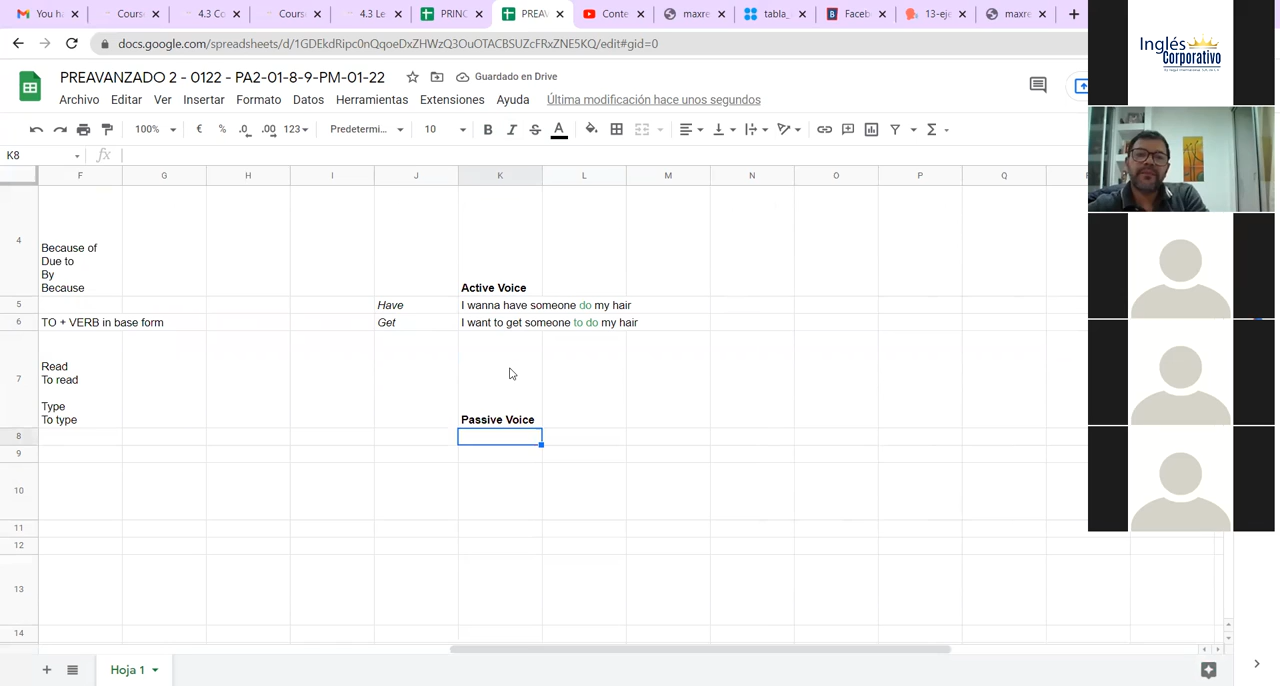 You ha
Cours
4.3 Co
Cours
4.3 Le
PRINC
PREAV
Conte
maxre
tabla_
Faceb
13-eje
maxre
docs.google.com/spreadsheets/d/1GDEkdRipc0nQqoeDxZHWzQ3OuOTACBSUZcFRxZNE5KQ/edit#gid=0
PREAVANZADO 2 - 0122 - PA2-01-8-9-PM-01-22
Guardado en Drive
Archivo Editar Ver Insertar Formato Datos Herramientas Extensiones Ayuda Última modificación hace unos segundos
100% € % .0 .00 123 Predetermi... 10 B I S A Σ
K8 fx
F G H I J K L M N O P Q
4
Because of
Due to
By
Because
Active Voice
5 Have I wanna have someone do my hair
6 TO + VERB in base form Get I want to get someone to do my hair
7
Read
To read
Type
To type
Passive Voice
8
9
10
11
12
13
14
Hoja 1
Inglés
Corporativo